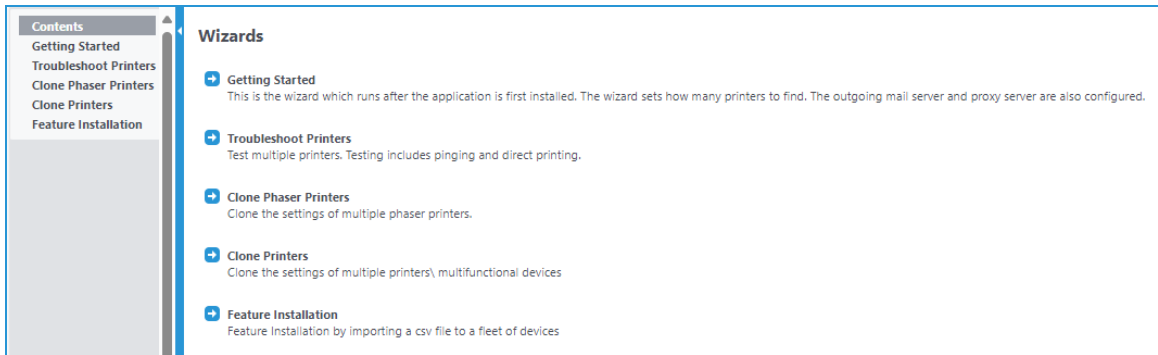 Contents
Getting Started
Troubleshoot Printers
Clone Phaser Printers
Clone Printers
Feature Installation
Wizards
Getting Started
This is the wizard which runs after the application is first installed. The wizard sets how many printers to find. The outgoing mail server and proxy server are also configured.
Troubleshoot Printers
Test multiple printers. Testing includes pinging and direct printing.
Clone Phaser Printers
Clone the settings of multiple phaser printers.
Clone Printers
Clone the settings of multiple printers\ multifunctional devices
Feature Installation
Feature Installation by importing a csv file to a fleet of devices